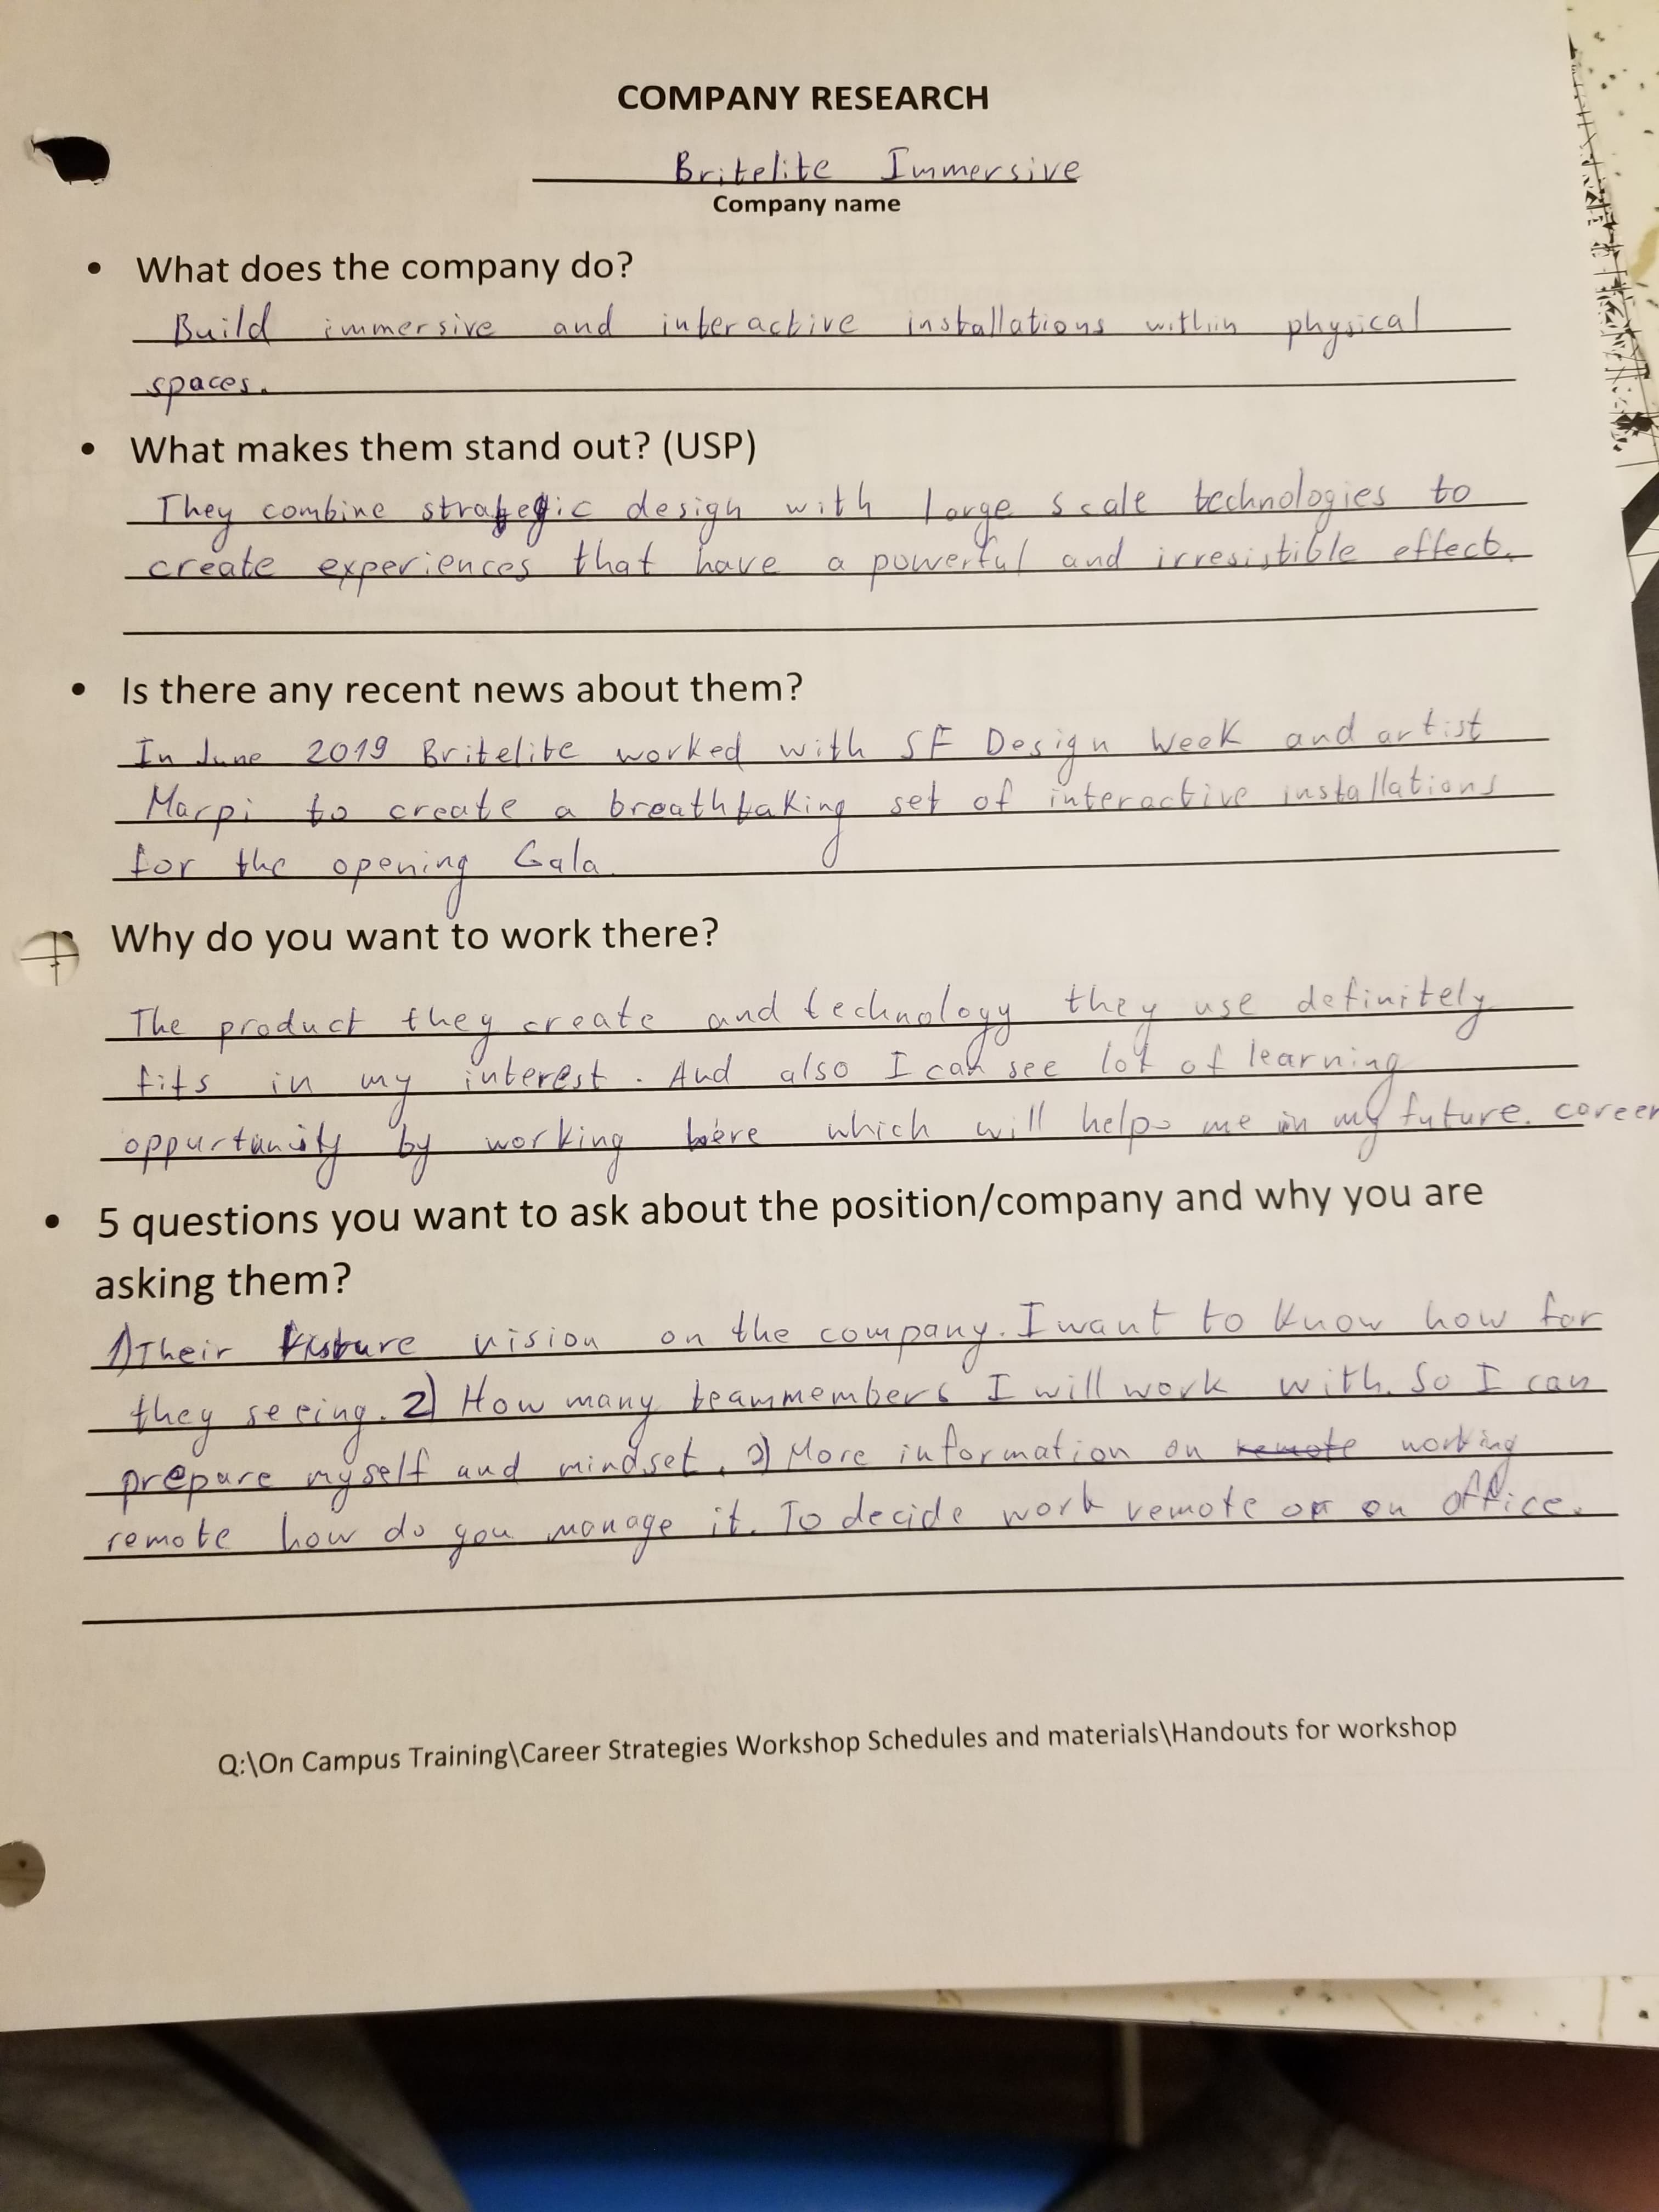 COMPANY RESEARCH
Britelite Immersive
Company name
• What does the company do?
Build immersive and interactive installations within physical
spaces.
• What makes them stand out? (USP)
They combine strategic design with large scale technologies to
create experiences that have a powerful and irresistible effect.
• Is there any recent news about them?
In June 2019 Britelite worked with SF Design Week and artist
Marpi to create a breathtaking set of interactive installations
for the opening Gala.
Why do you want to work there?
The product they create and technology they use definitely
fits in my interest. And also I can see lot of learning
oppurtunity by working here which will help me in my future. career
• 5 questions you want to ask about the position/company and why you are
asking them?
1) Their future vision on the company. I want to know how far
they seeing. 2) How many teammembers I will work with. So I can
prepare myself and mindset. 3) More information on remote working
remote how do you manage it. To decide work remote or on office.
Q:\On Campus Training\Career Strategies Workshop Schedules and materials\Handouts for workshop